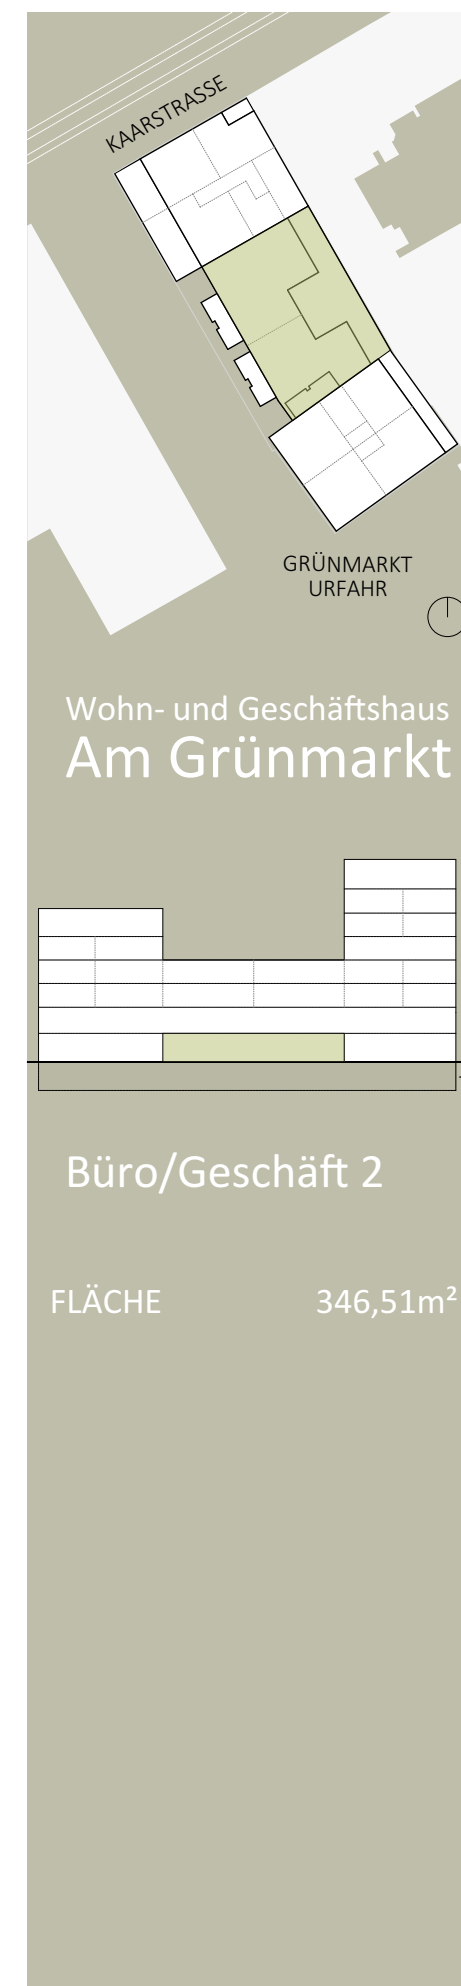 KAARSTRASSE
GRÜNMARKT
URFAHR
Wohn- und Geschäftshaus
Am Grünmarkt
Büro/Geschäft 2
FLÄCHE 346,51m²